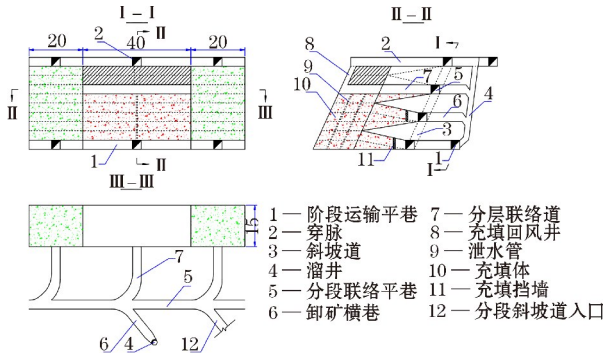 I–I
II–II
II
I
20 40 20
2
8
2
9
7
5
10
6
4
II
III
3
1
11
1
II
I
III–III
15
7
5
6
4
12
1—阶段运输平巷
2—穿脉
3—斜坡道
4—溜井
5—分段联络平巷
6—卸矿横巷
7—分层联络道
8—充填回风井
9—泄水管
10—充填体
11—充填挡墙
12—分段斜坡道入口